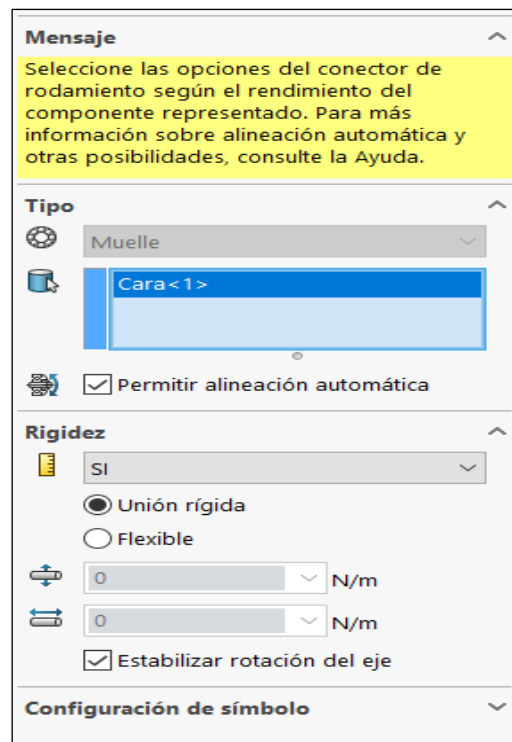 Mensaje
Seleccione las opciones del conector de
rodamiento según el rendimiento del
componente representado. Para más
información sobre alineación automática y
otras posibilidades, consulte la Ayuda.
Tipo
Muelle
Cara<1>
Permitir alineación automática
Rigidez
SI
Unión rígida
Flexible
0 N/m
0 N/m
Estabilizar rotación del eje
Configuración de símbolo